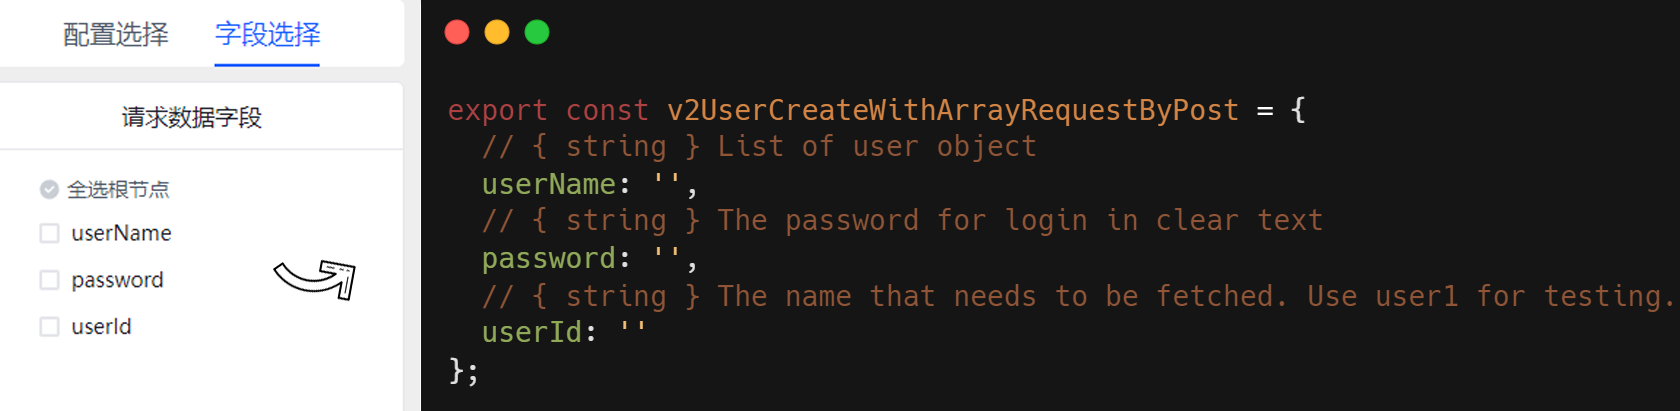 配置选择 字段选择
请求数据字段
全选根节点
userName
password
userId
export const v2UserCreateWithArrayRequestByPost = {
  // { string } List of user object
  userName: '',
  // { string } The password for login in clear text
  password: '',
  // { string } The name that needs to be fetched. Use user1 for testing.
  userId: ''
};